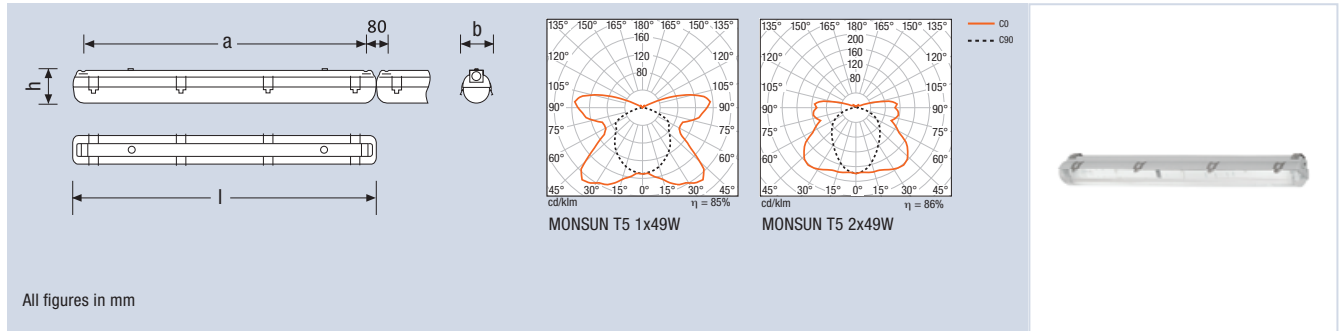 a
80
b
h
l
135° 150° 165° 180° 165° 150° 135°
160
120
80
120° 120°
105° 105°
90° 90°
75° 75°
60° 60°
45° 30° 15° 0° 15° 30° 45°
cd/klm η = 85%
MONSUN T5 1x49W
135° 150° 165° 180° 165° 150° 135°
200
160
120
80
120° 120°
105° 105°
90° 90°
75° 75°
60° 60°
45° 30° 15° 0° 15° 30° 45°
cd/klm η = 86%
MONSUN T5 2x49W
C0
C90
All figures in mm